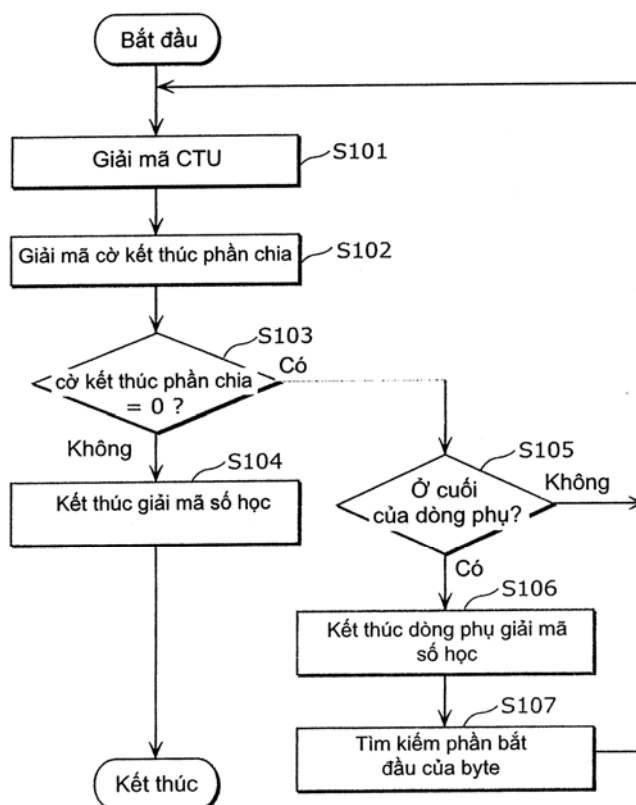 Bắt đầu
Giải mã CTU
S101
Giải mã cờ kết thúc phần chia
S102
S103
cờ kết thúc phần chia
= 0 ?
Có
Không
S104
Kết thúc giải mã số học
S105
Ở cuối
của dòng phụ?
Không
Có
S106
Kết thúc dòng phụ giải mã
số học
S107
Tìm kiếm phần bắt
đầu của byte
Kết thúc